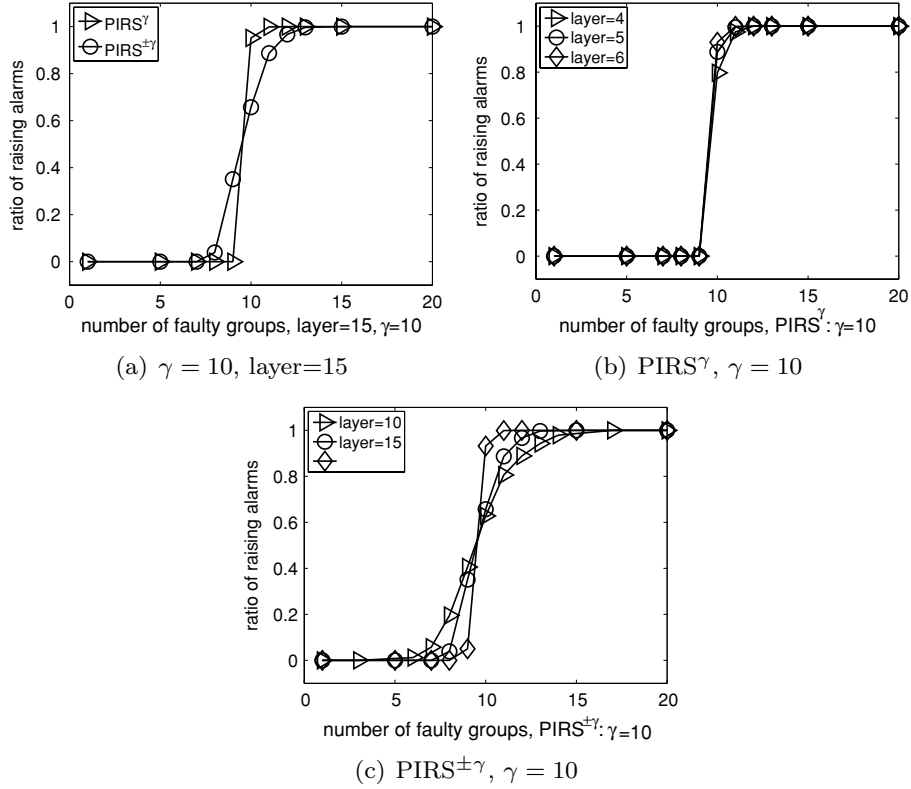 ratio of raising alarms
1
0.8
0.6
0.4
0.2
0
PIRS^γ
PIRS^±γ
0 5 10 15 20
number of faulty groups, layer=15, γ=10
(a) γ = 10, layer=15
ratio of raising alarms
1
0.8
0.6
0.4
0.2
0
layer=4
layer=5
layer=6
0 5 10 15 20
number of faulty groups, PIRS^γ: γ=10
(b) PIRS^γ, γ = 10
ratio of raising alarms
1
0.8
0.6
0.4
0.2
0
layer=10
layer=15
0 5 10 15 20
number of faulty groups, PIRS^±γ: γ=10
(c) PIRS^±γ, γ = 10